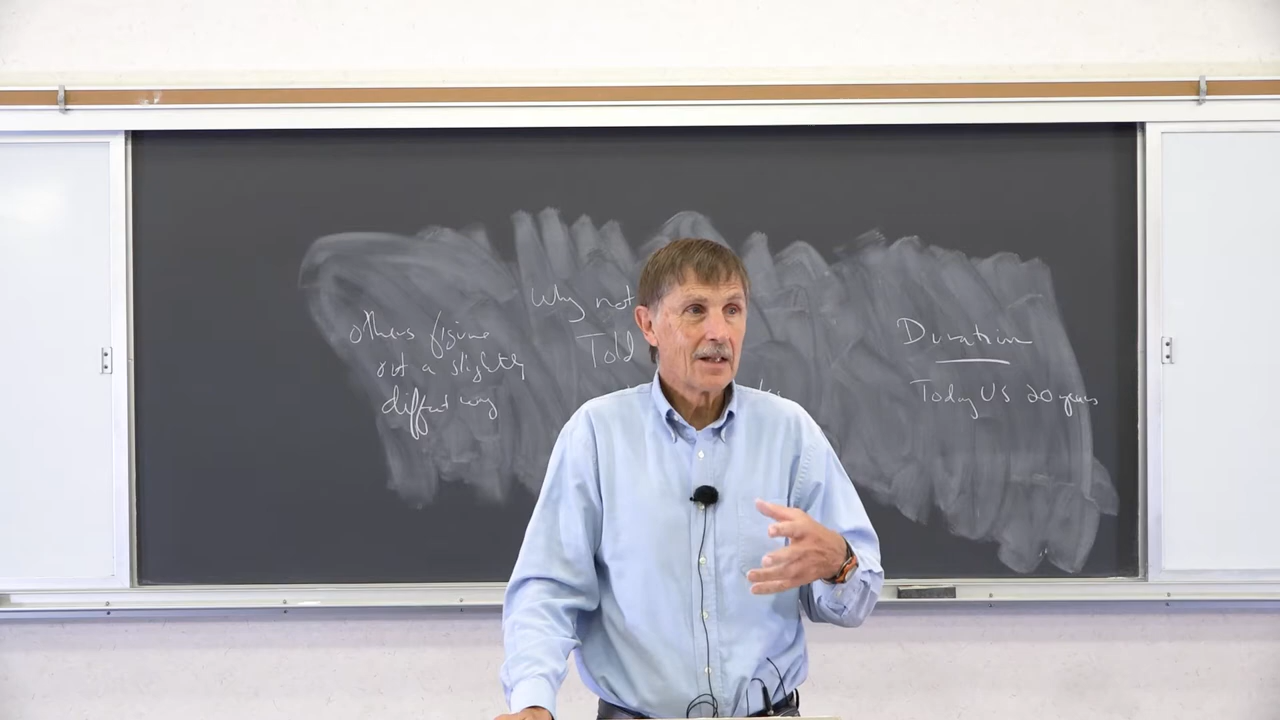 others figure
out a slightly
different way
Why not
Told
Duration
Today US 20 years